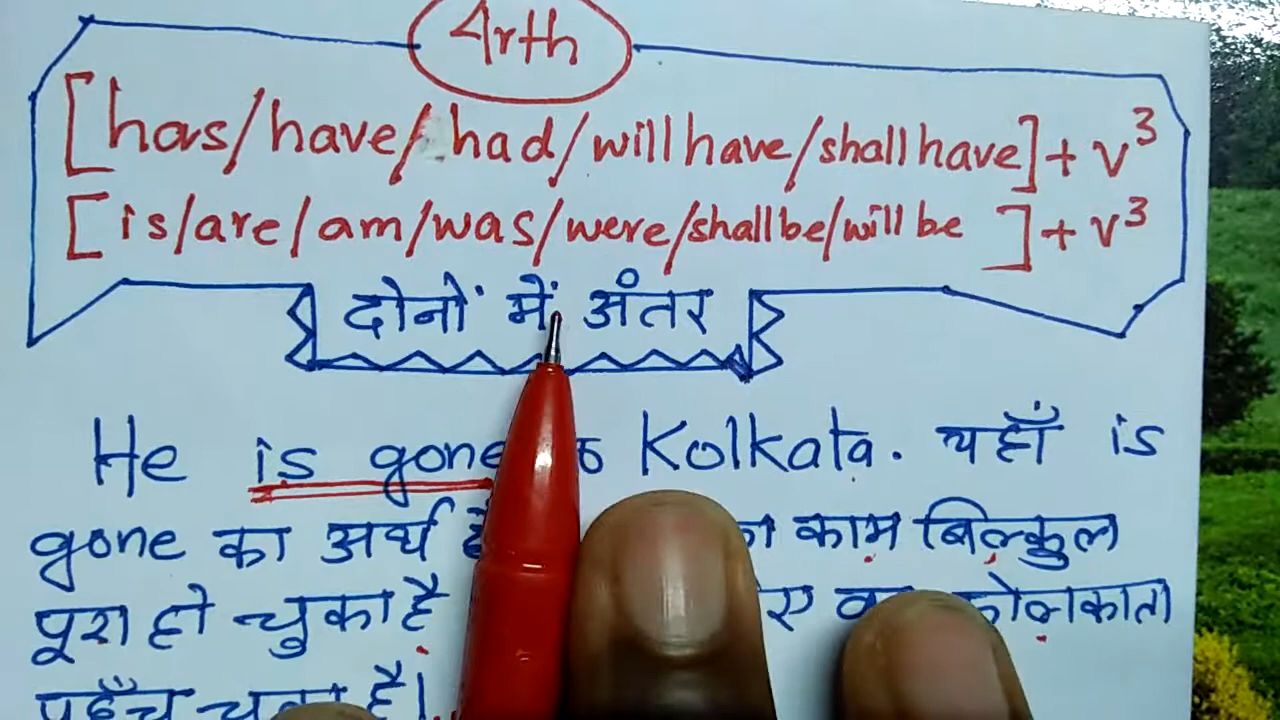 4rth
[has/have/had/will have/shall have] + v³
[is/are/am/was/were/shall be/will be ] + v³
दोनों में अंतर
He is gone Kolkata. यहाँ is
gone का अर्थ काम बिल्कुल
पूरा हो चुका है कोलकाता
पहुँच चुका है।